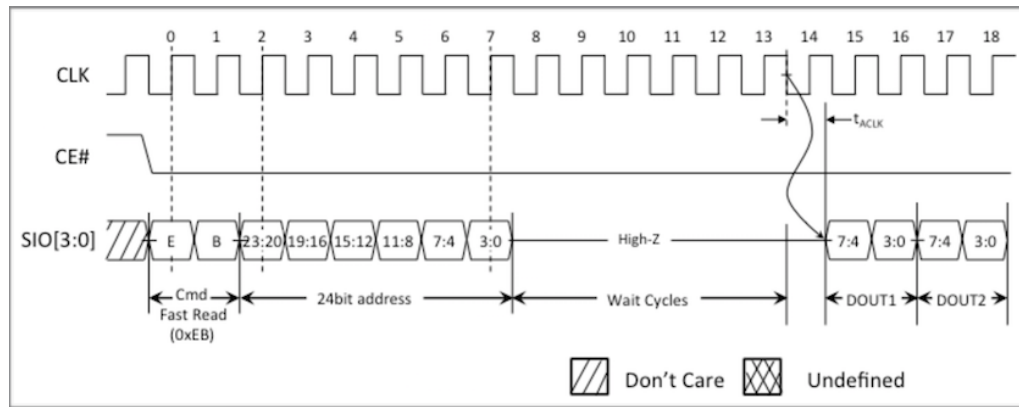 0 1 2 3 4 5 6 7 8 9 10 11 12 13 14 15 16 17 18
CLK
tACLK
CE#
SIO[3:0] E B 23:20 19:16 15:12 11:8 7:4 3:0 High-Z 7:4 3:0 7:4 3:0
Cmd 24bit address Wait Cycles DOUT1 DOUT2
Fast Read
(0xEB)
Don't Care Undefined